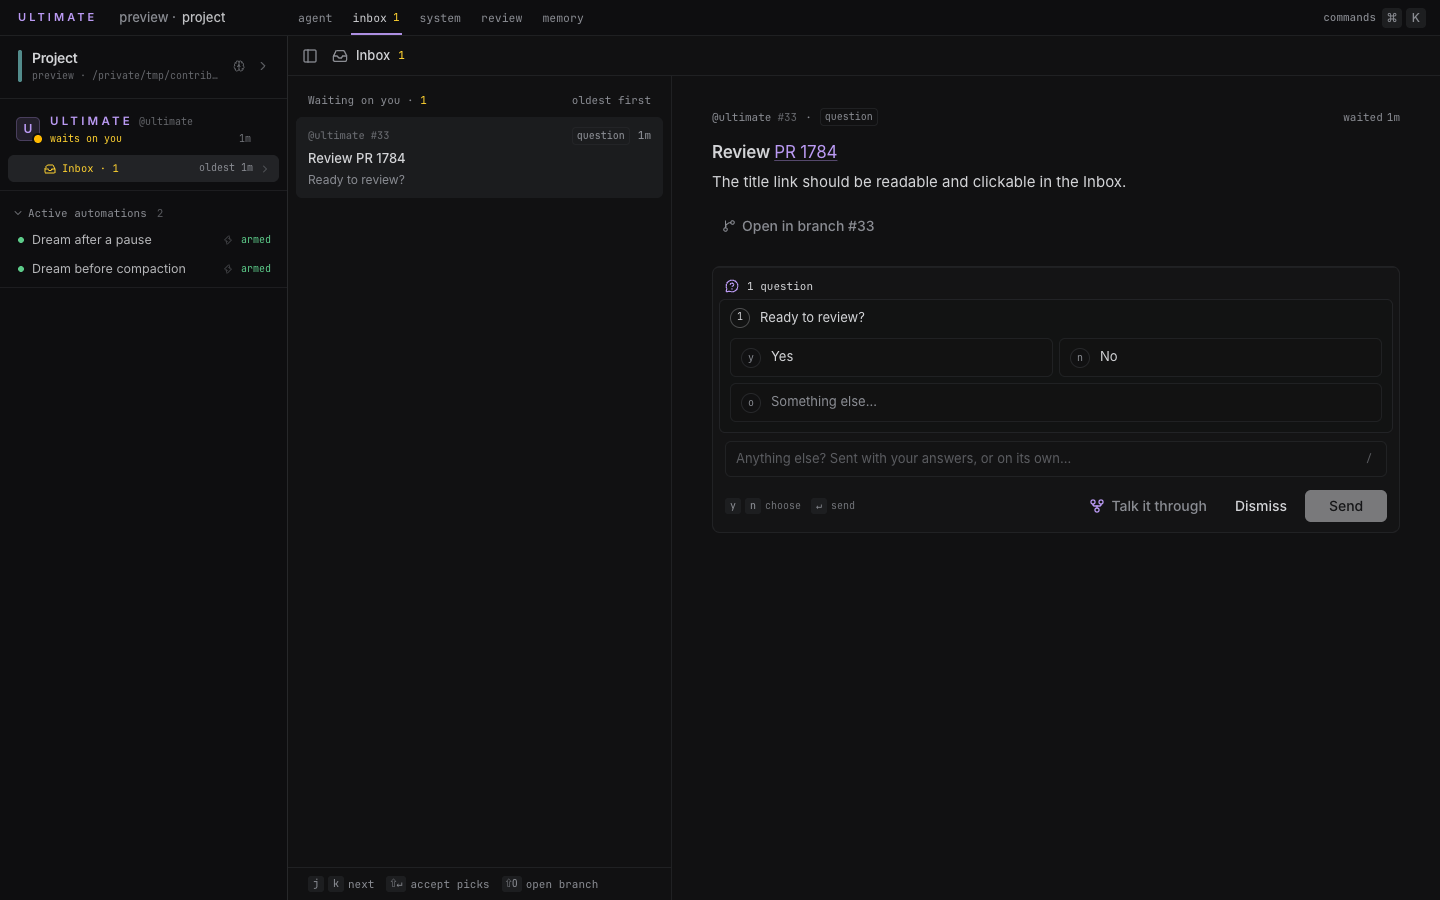 ULTIMATE preview · project agent inbox 1 system review memory commands ⌘ K
Project
preview · /private/tmp/contrib…
U ULTIMATE @ultimate
waits on you 1m
Inbox · 1 oldest 1m
Active automations 2
Dream after a pause armed
Dream before compaction armed
Inbox 1
Waiting on you · 1 oldest first
@ultimate #33 question 1m
Review PR 1784
Ready to review?
j k next ⇧↵ accept picks ⇧O open branch
@ultimate #33 · question waited 1m
Review PR 1784
The title link should be readable and clickable in the Inbox.
Open in branch #33
1 question
1 Ready to review?
y Yes n No
o Something else...
Anything else? Sent with your answers, or on its own... /
y n choose ↵ send Talk it through Dismiss Send